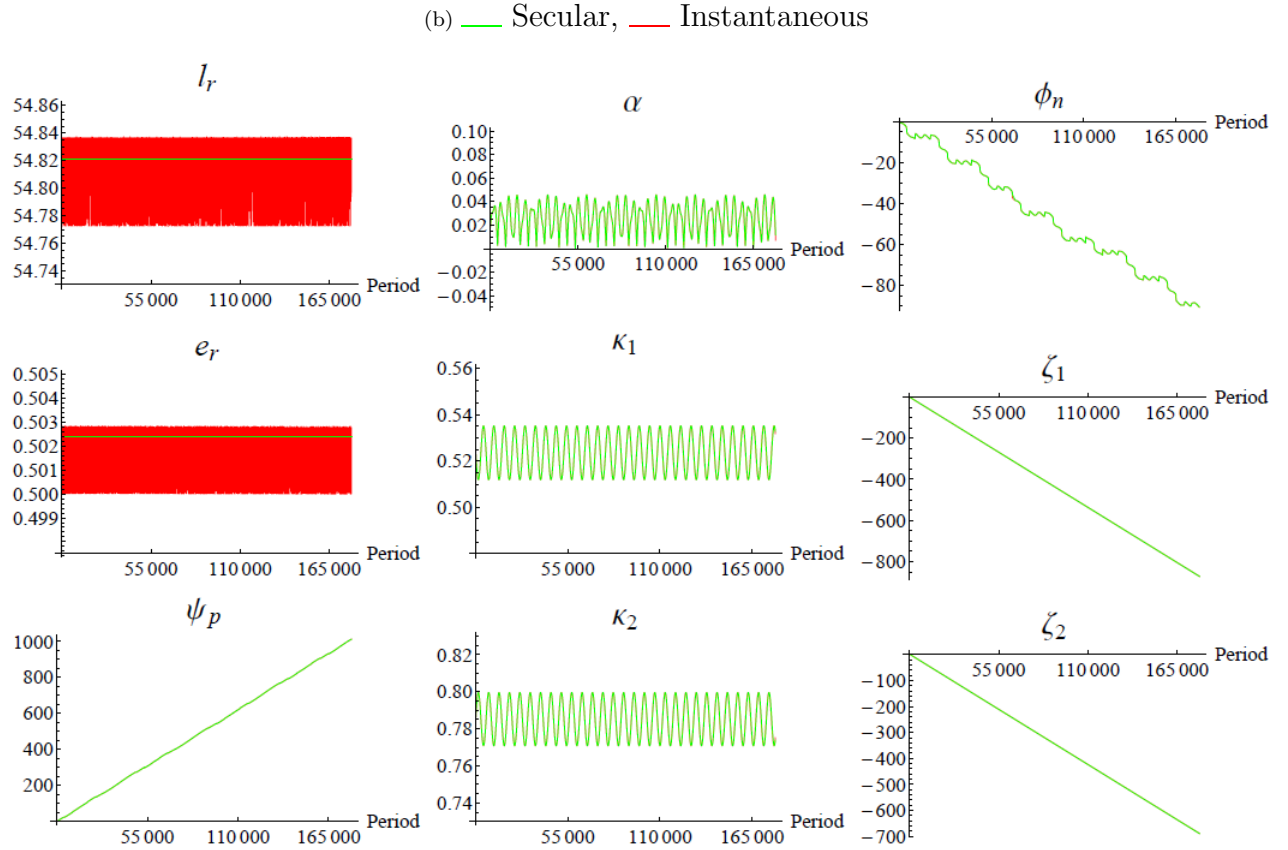 (b) Secular, Instantaneous
l_r
54.86
54.84
54.82
54.80
54.78
54.76
54.74
55 000 110 000 165 000 Period
α
0.10
0.08
0.06
0.04
0.02
−0.02
−0.04
55 000 110 000 165 000 Period
ϕ_n
55 000 110 000 165 000 Period
−20
−40
−60
−80
e_r
0.505
0.504
0.503
0.502
0.501
0.500
0.499
55 000 110 000 165 000 Period
κ_1
0.56
0.54
0.52
0.50
55 000 110 000 165 000 Period
ζ_1
55 000 110 000 165 000 Period
−200
−400
−600
−800
ψ_p
1000
800
600
400
200
55 000 110 000 165 000 Period
κ_2
0.82
0.80
0.78
0.76
0.74
55 000 110 000 165 000 Period
ζ_2
55 000 110 000 165 000 Period
−100
−200
−300
−400
−500
−600
−700